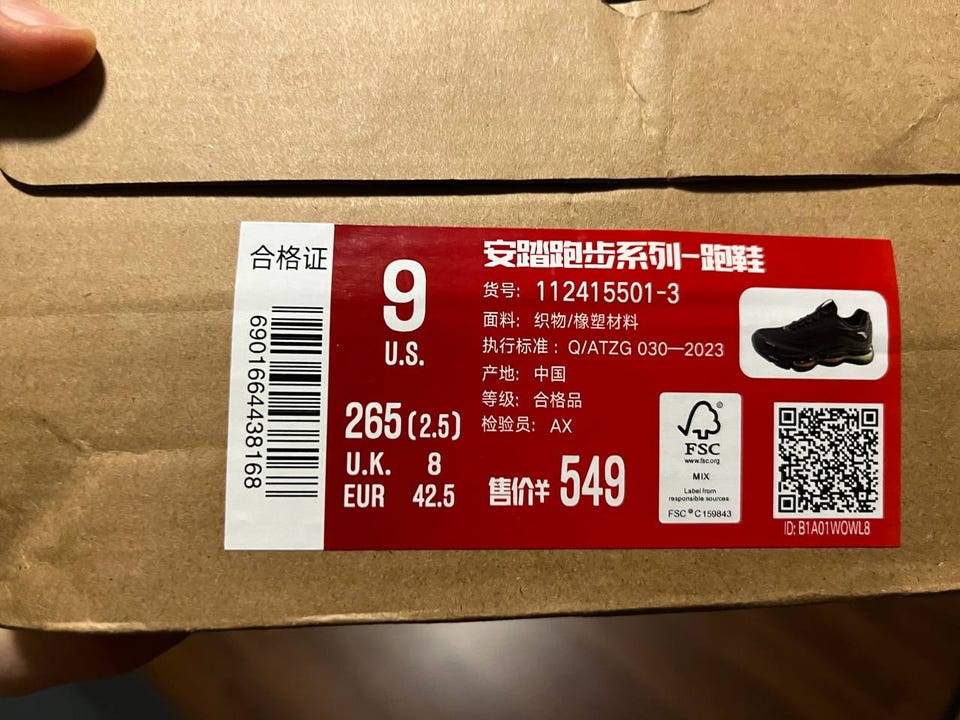 合格证
6901664438168
9
U.S.
265(2.5)
U.K. 8
EUR 42.5
安踏跑步系列-跑鞋
货号: 112415501-3
面料: 织物/橡塑材料
执行标准: Q/ATZG 030—2023
产地: 中国
等级: 合格品
检验员: AX
售价¥ 549
FSC
www.fsc.org
MIX
Label from
responsible sources
FSC® C159843
ID: B1A01WOWL8